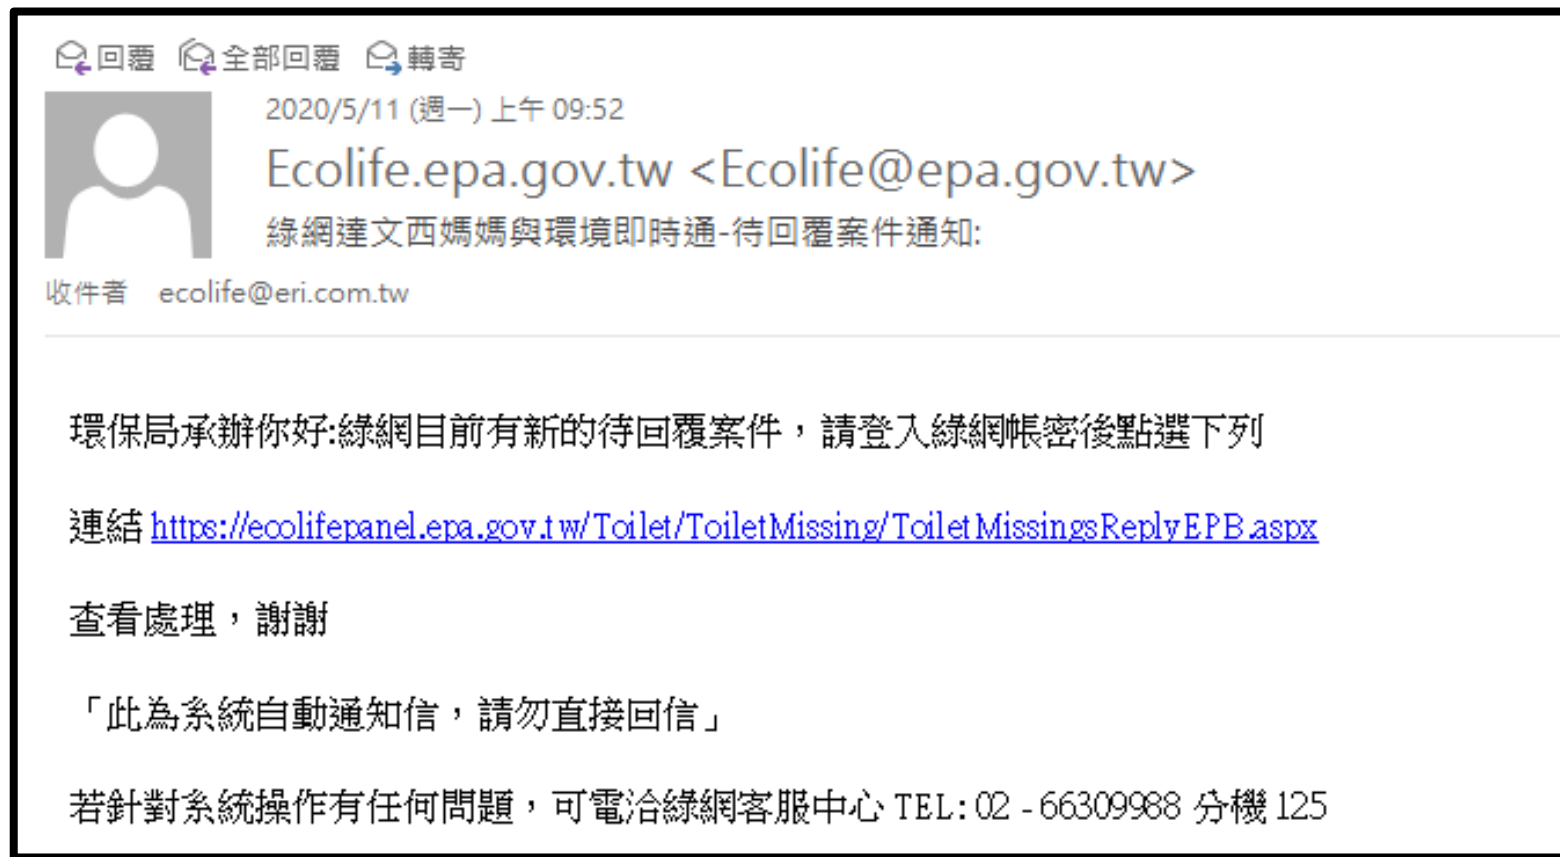 回覆 全部回覆 轉寄
2020/5/11 (週一) 上午 09:52
Ecolife.epa.gov.tw <Ecolife@epa.gov.tw>
綠網達文西媽媽與環境即時通-待回覆案件通知:
收件者 ecolife@eri.com.tw
環保局承辦你好:綠網目前有新的待回覆案件，請登入綠網帳密後點選下列
連結 https://ecolifepanel.epa.gov.tw/Toilet/ToiletMissing/ToiletMissingsReplyEPB.aspx
查看處理，謝謝
「此為系統自動通知信，請勿直接回信」
若針對系統操作有任何問題，可電洽綠網客服中心 TEL: 02 - 66309988 分機 125